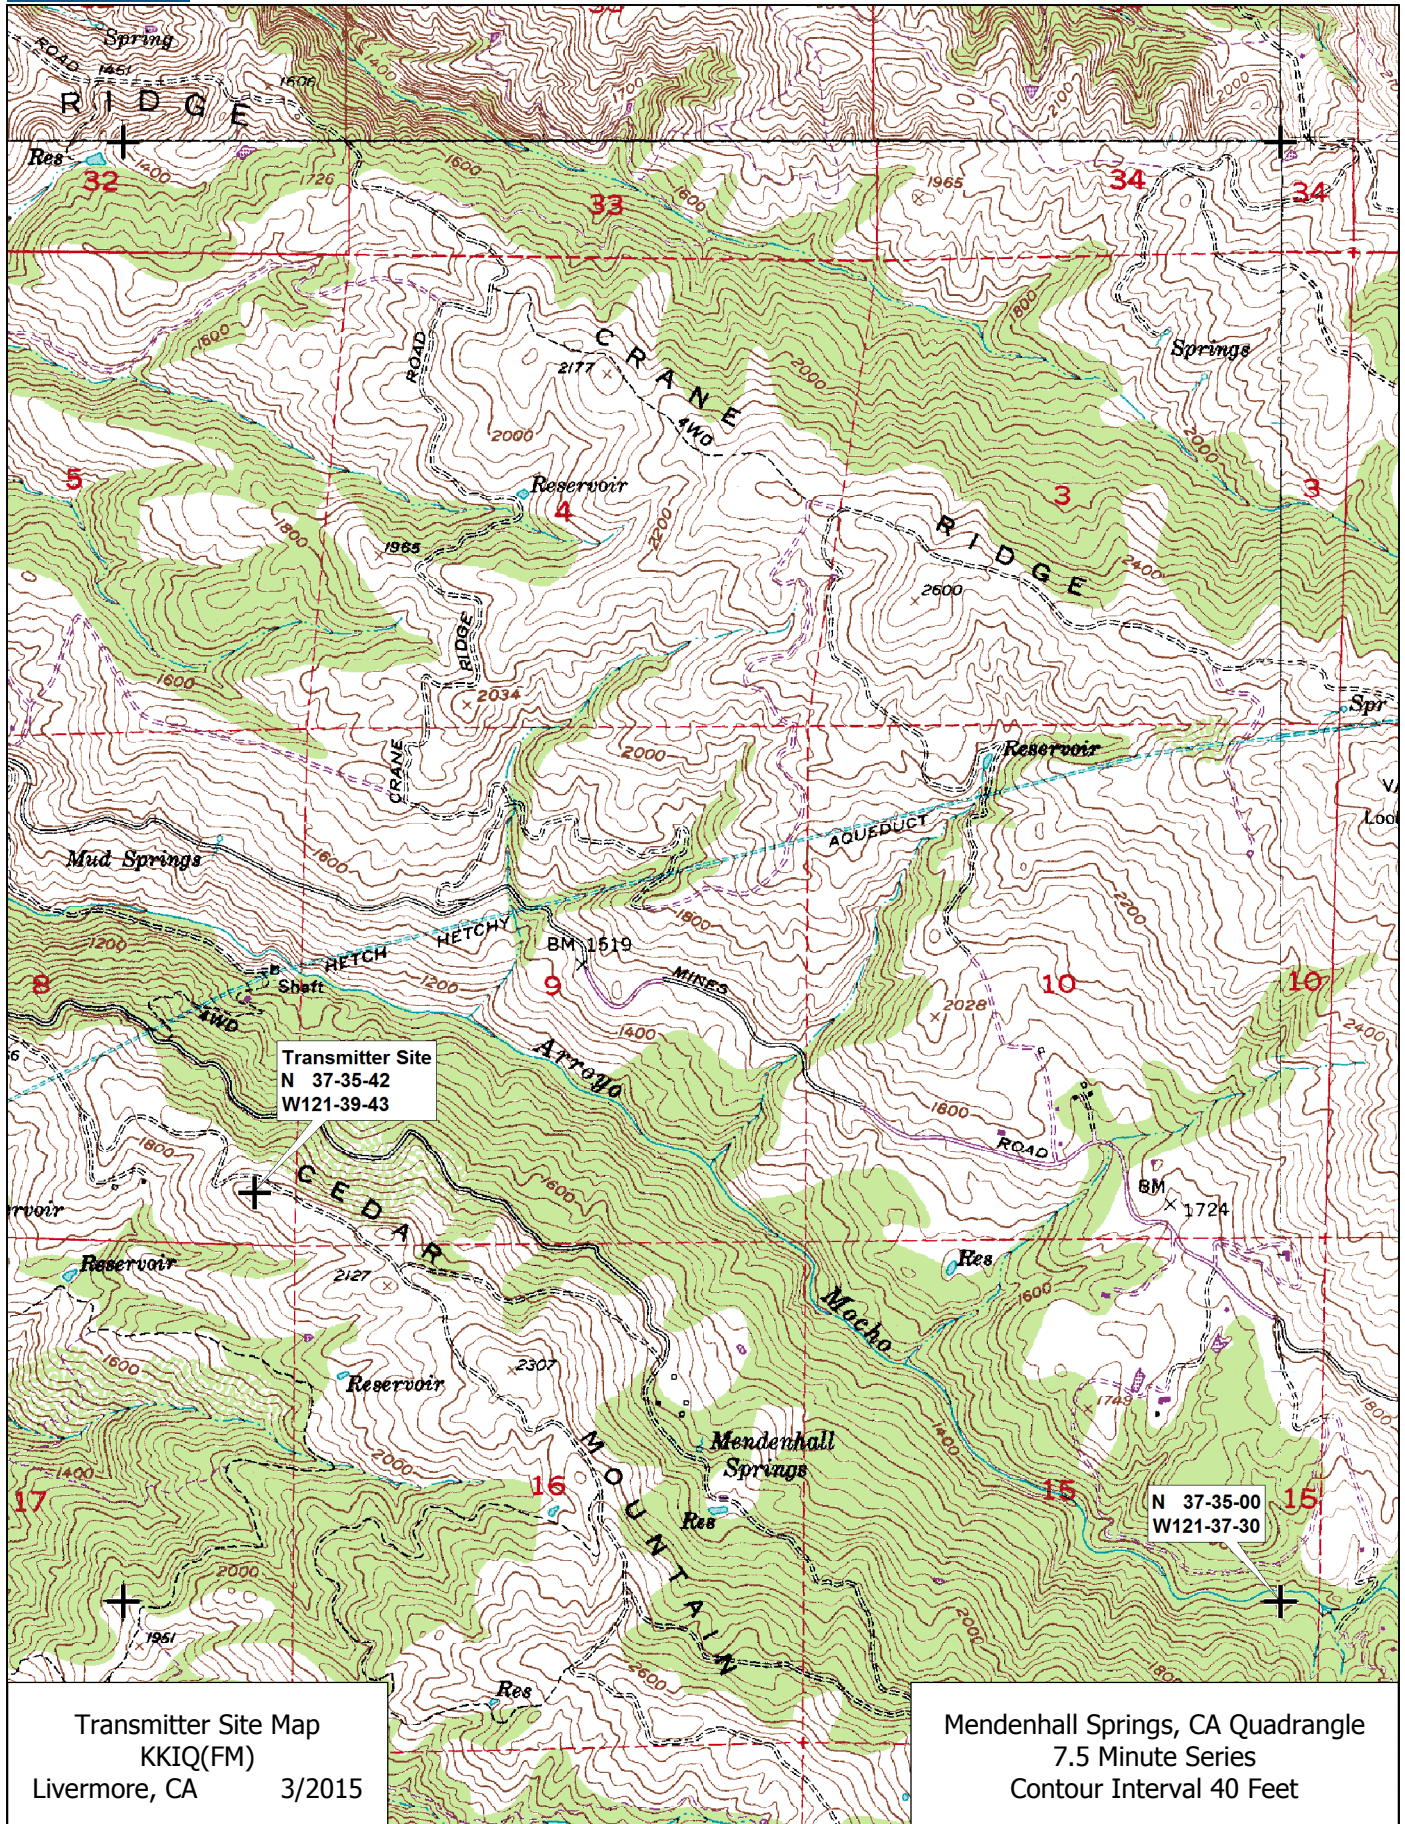 Spring
ROAD
1461
1606
RIDGE
1400
1700
2100
2100
2200
Res
32
1400
1726
1600
33
1600
1965
34
34
1600
ROAD
CRANE
2177
4WD
2000
1800
Springs
2000
2000
5
Reservoir
4
1800
1965
2200
RIDGE
3
3
2400
2600
RIDGE
1600
2034
CRANE
2000
Spr
Reservoir
AQUEDUCT
Mud Springs
1600
1200
HETCH HETCHY
BM 1519
1800
2200
8
Shaft
1200
9
MINES
10
10
4WD
1400
2028
2400
Arroyo
Transmitter Site
N 37-35-42
W121-39-43
1800
1600
ROAD
CEDAR
1600
BM
1724
rvoir
Reservoir
2127
Res
1600
Mocho
1600
2307
Reservoir
1749
1800
MOUNTAIN
Mendenhall
Springs
1400
2000
1400
17
16
15
15
N 37-35-00
W121-37-30
Res
2000
1951
2000
2600
1800
Res
Transmitter Site Map
KKIQ(FM)
Livermore, CA 3/2015
Mendenhall Springs, CA Quadrangle
7.5 Minute Series
Contour Interval 40 Feet